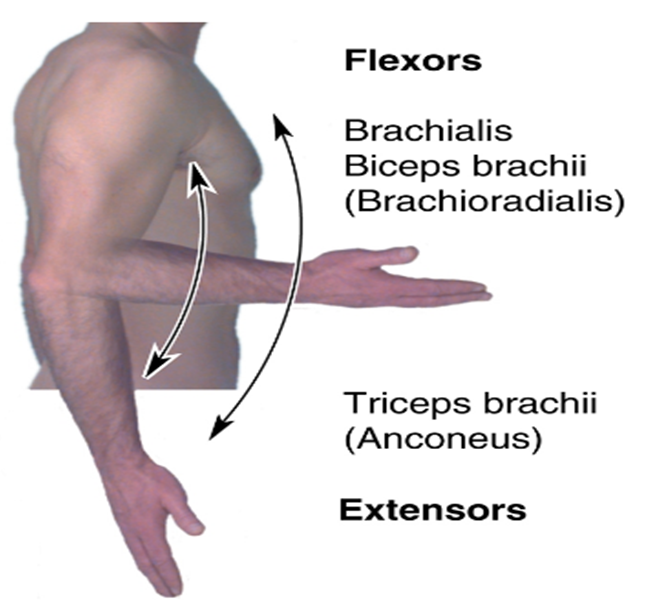 Flexors
Brachialis
Biceps brachii
(Brachioradialis)
Triceps brachii
(Anconeus)
Extensors